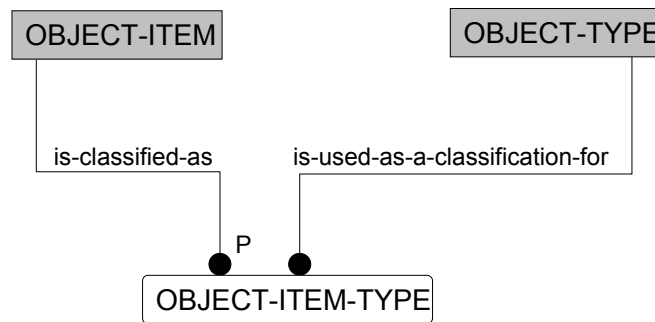 OBJECT-ITEM
OBJECT-TYPE
is-classified-as
is-used-as-a-classification-for
P
OBJECT-ITEM-TYPE